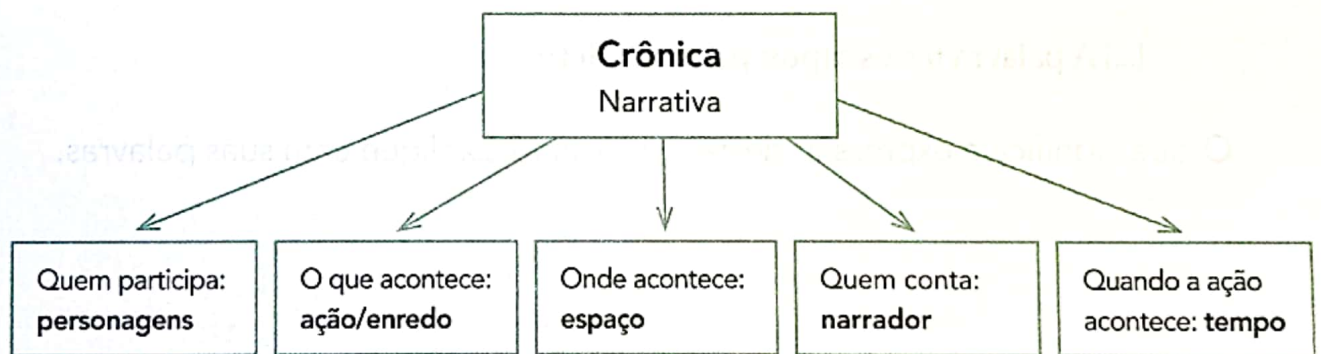 Crônica
Narrativa
Quem participa:
personagens
O que acontece:
ação/enredo
Onde acontece:
espaço
Quem conta:
narrador
Quando a ação
acontece: tempo